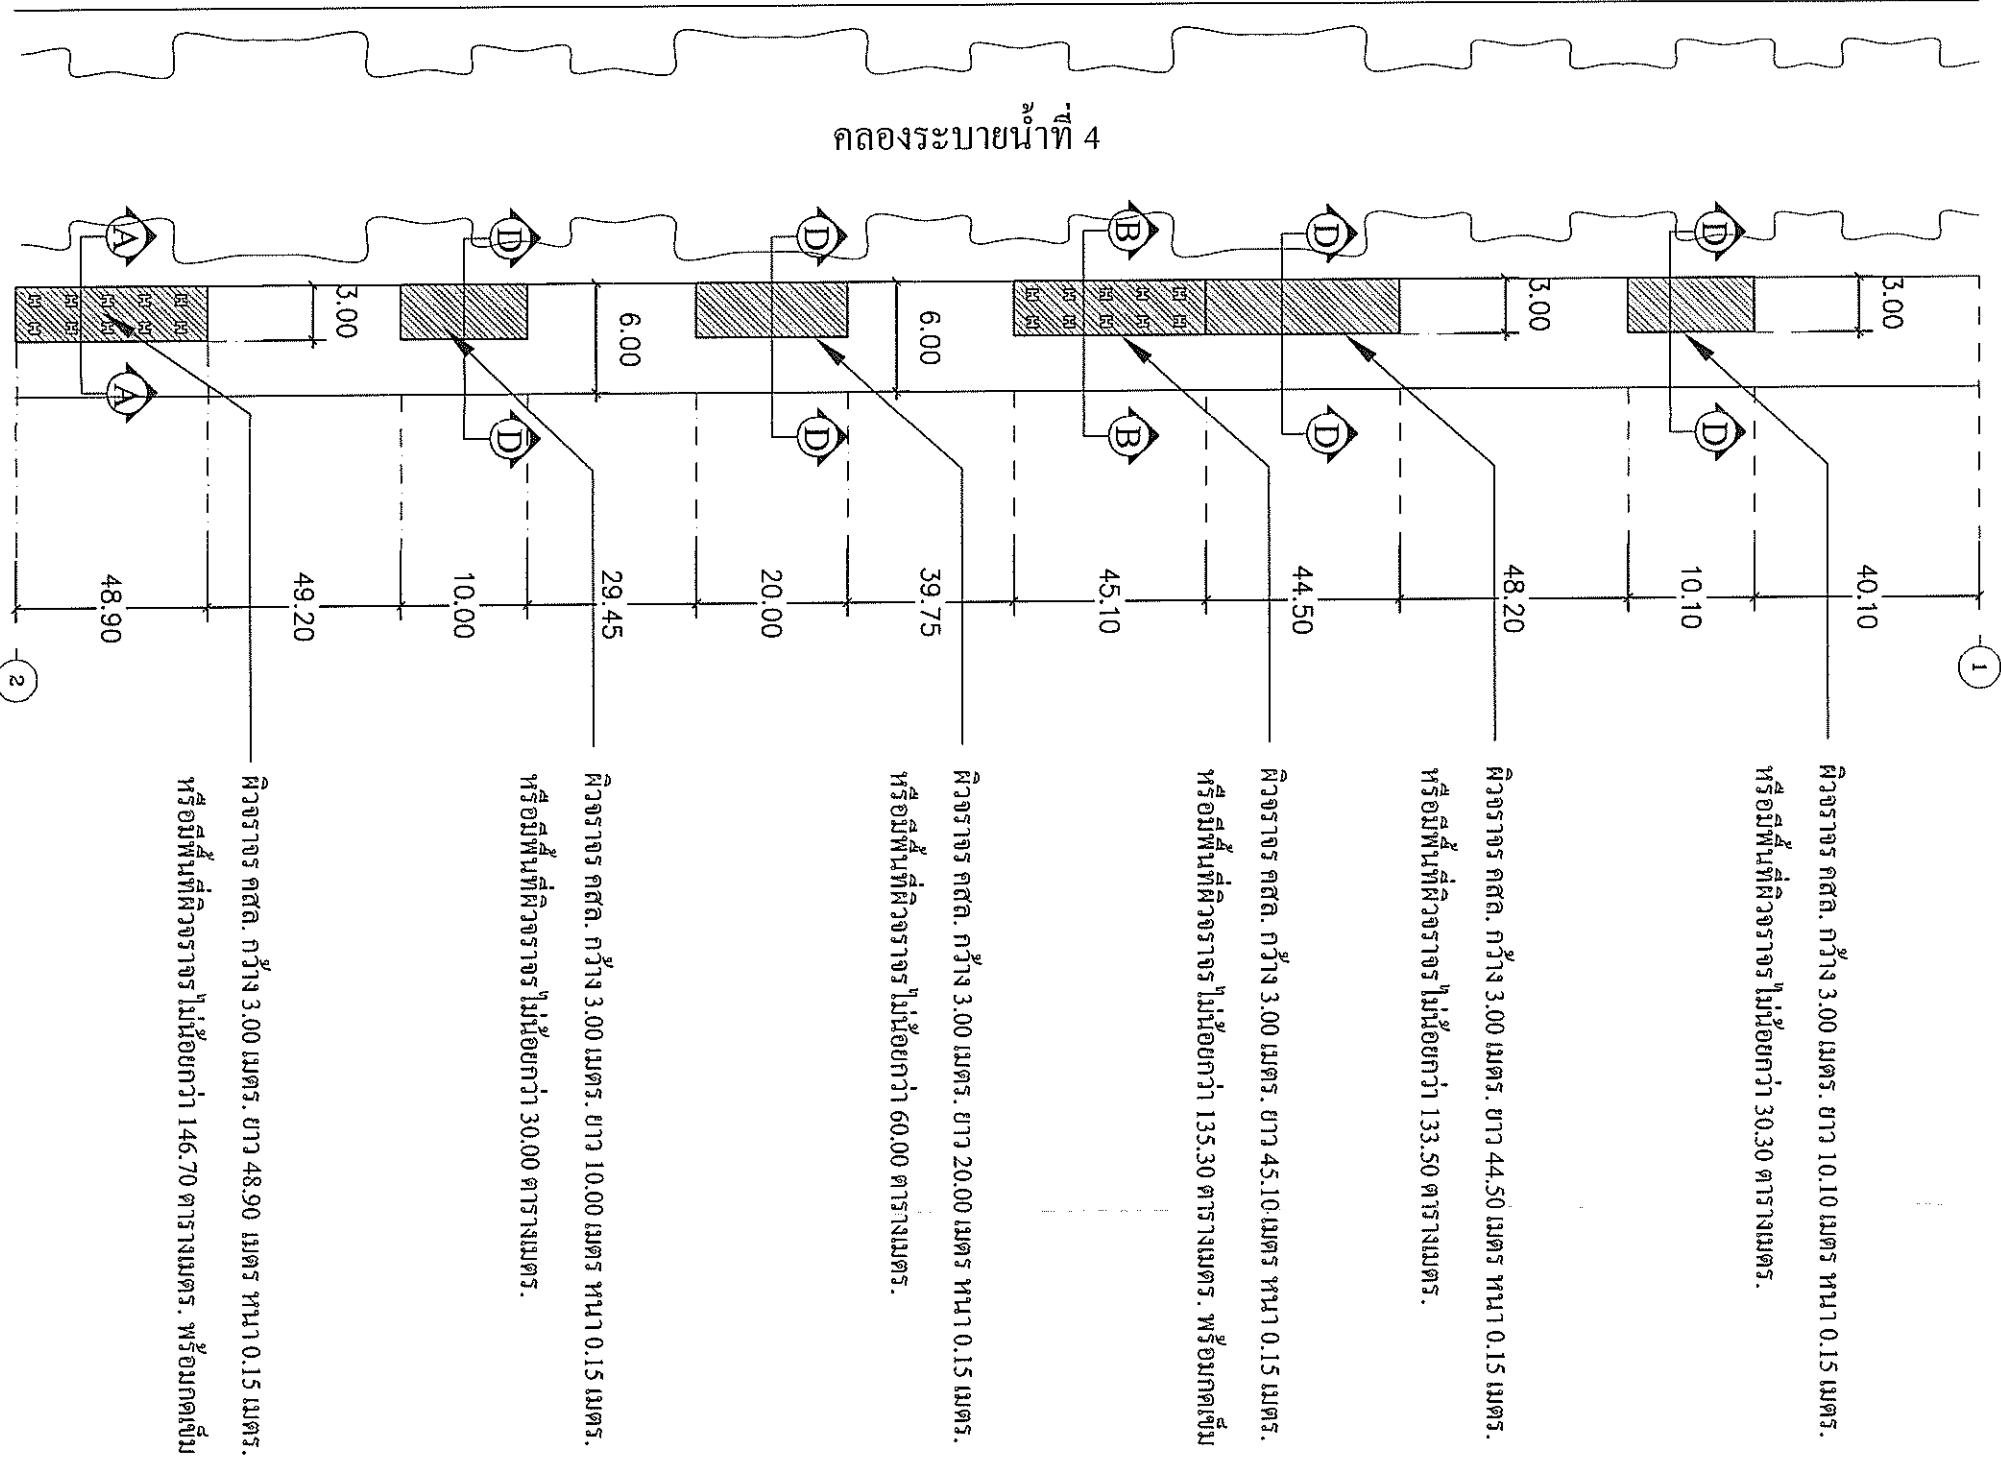 คลองระบายน้ำที่ 4
A
D
D
B
D
D
3.00
6.00
6.00
3.00
3.00
A
D
D
B
D
D
48.90
49.20
10.00
29.45
20.00
39.75
45.10
44.50
48.20
10.10
40.10
2
1
ผิวจราจร คสล. กว้าง 3.00 เมตร. ยาว 10.10 เมตร หนา 0.15 เมตร.
หรือมีพื้นที่ผิวจราจร ไม่น้อยกว่า 30.30 ตารางเมตร.
ผิวจราจร คสล. กว้าง 3.00 เมตร. ยาว 44.50 เมตร หนา 0.15 เมตร.
หรือมีพื้นที่ผิวจราจร ไม่น้อยกว่า 133.50 ตารางเมตร.
ผิวจราจร คสล. กว้าง 3.00 เมตร. ยาว 45.10 เมตร หนา 0.15 เมตร.
หรือมีพื้นที่ผิวจราจร ไม่น้อยกว่า 135.30 ตารางเมตร. พร้อมกดเข็ม
ผิวจราจร คสล. กว้าง 3.00 เมตร. ยาว 20.00 เมตร หนา 0.15 เมตร.
หรือมีพื้นที่ผิวจราจร ไม่น้อยกว่า 60.00 ตารางเมตร.
ผิวจราจร คสล. กว้าง 3.00 เมตร. ยาว 10.00 เมตร หนา 0.15 เมตร.
หรือมีพื้นที่ผิวจราจร ไม่น้อยกว่า 30.00 ตารางเมตร.
ผิวจราจร คสล. กว้าง 3.00 เมตร. ยาว 48.90 เมตร หนา 0.15 เมตร.
หรือมีพื้นที่ผิวจราจร ไม่น้อยกว่า 146.70 ตารางเมตร. พร้อมกดเข็ม